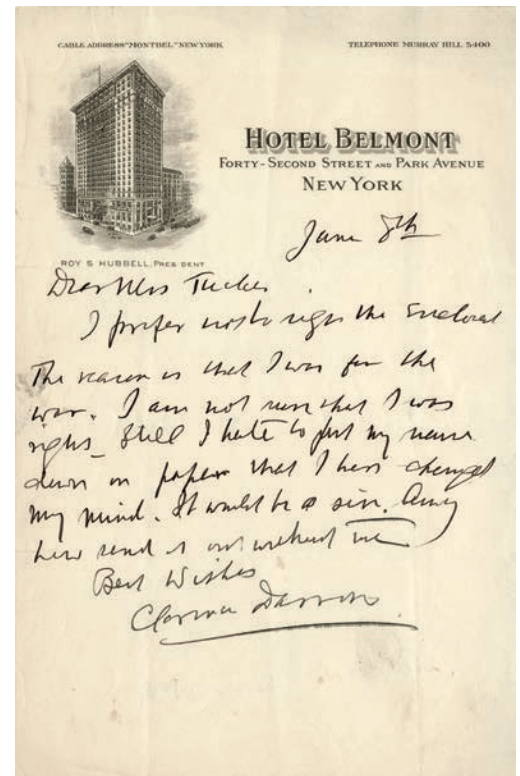 CABLE ADDRESS "MONTBEL" NEW YORK
TELEPHONE MURRAY HILL 5400
HOTEL BELMONT
FORTY-SECOND STREET AND PARK AVENUE
NEW YORK
ROY S HUBBELL, PRESIDENT
June 8th
Dear Mrs Tucker
I prefer not to sign the Enclosed
The reason is that I was for the
war. I am not sure that I was
right – Still I hate to put my name
down on paper that I have changed
my mind. It would be a sin. Any
how send it out without me
Best Wishes
Clarence Darrow